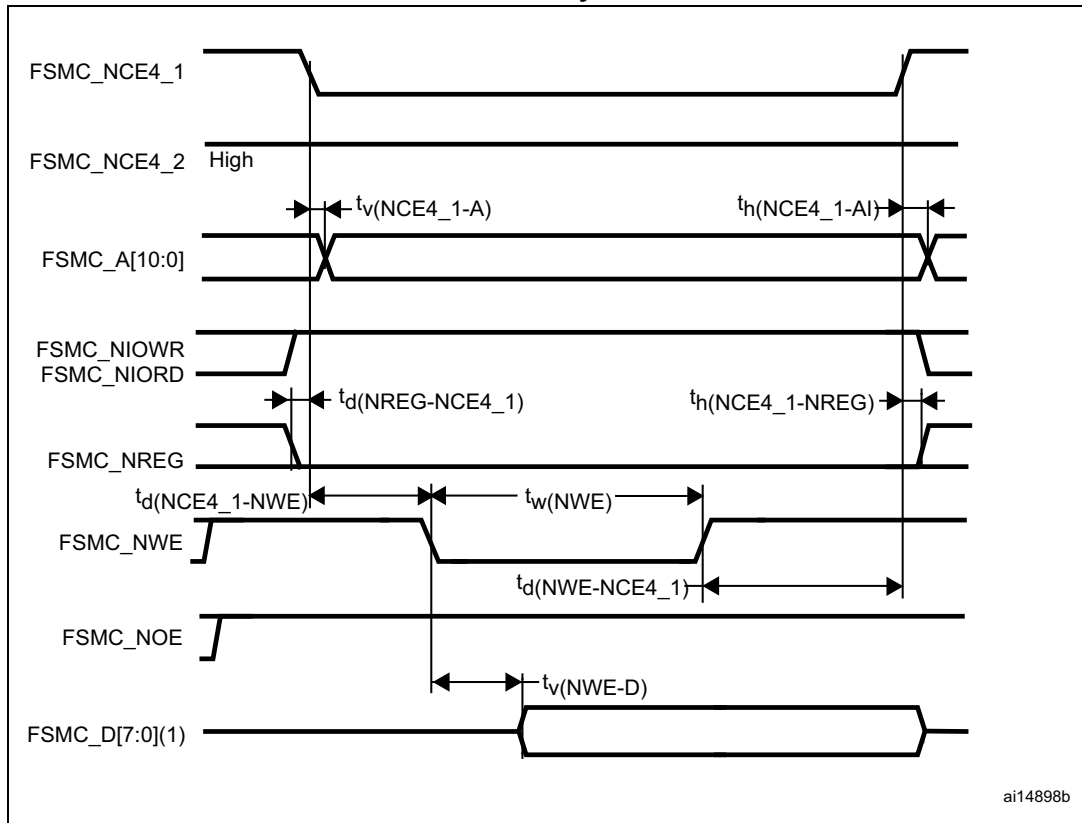 FSMC_NCE4_1
FSMC_NCE4_2 High
tv(NCE4_1-A) th(NCE4_1-AI)
FSMC_A[10:0]
FSMC_NIOWR
FSMC_NIORD
td(NREG-NCE4_1) th(NCE4_1-NREG)
FSMC_NREG
td(NCE4_1-NWE) tw(NWE)
FSMC_NWE
td(NWE-NCE4_1)
FSMC_NOE
tv(NWE-D)
FSMC_D[7:0](1)
ai14898b